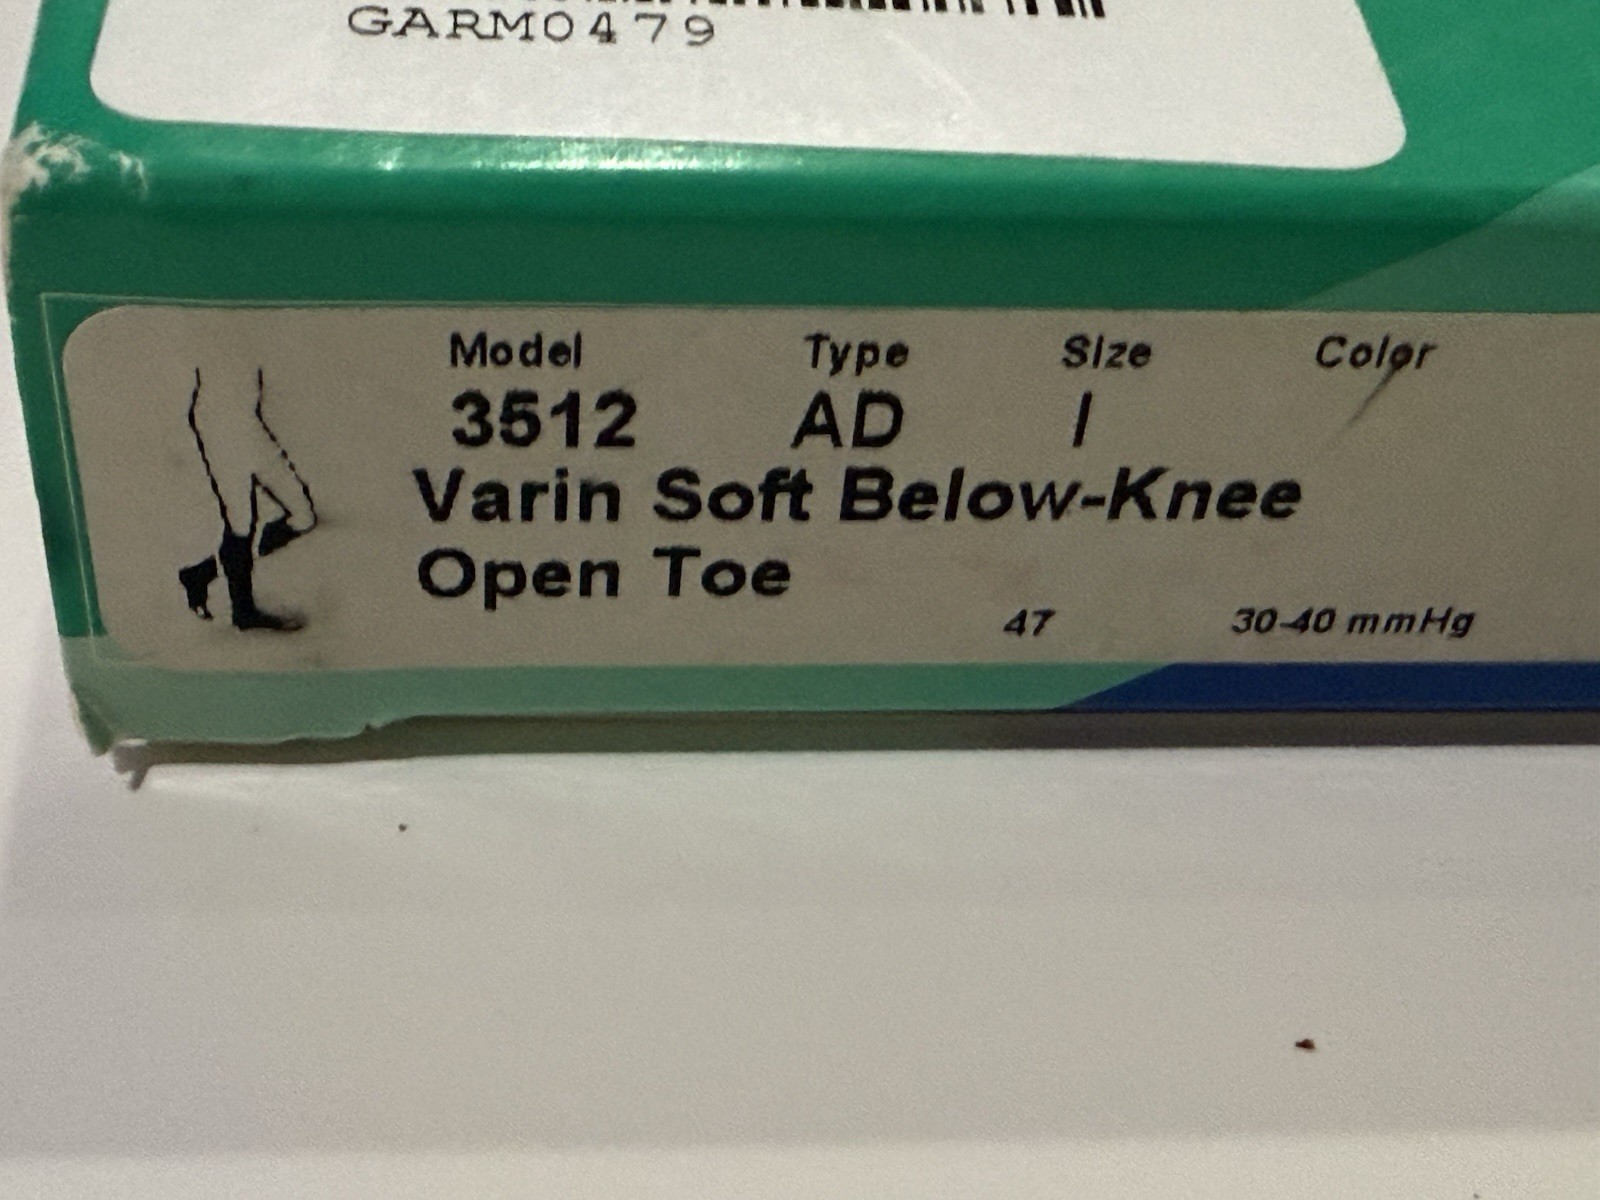 GARM0479
Model Type Size Color
3512 AD I
Varin Soft Below-Knee
Open Toe
47 30-40 mmHg